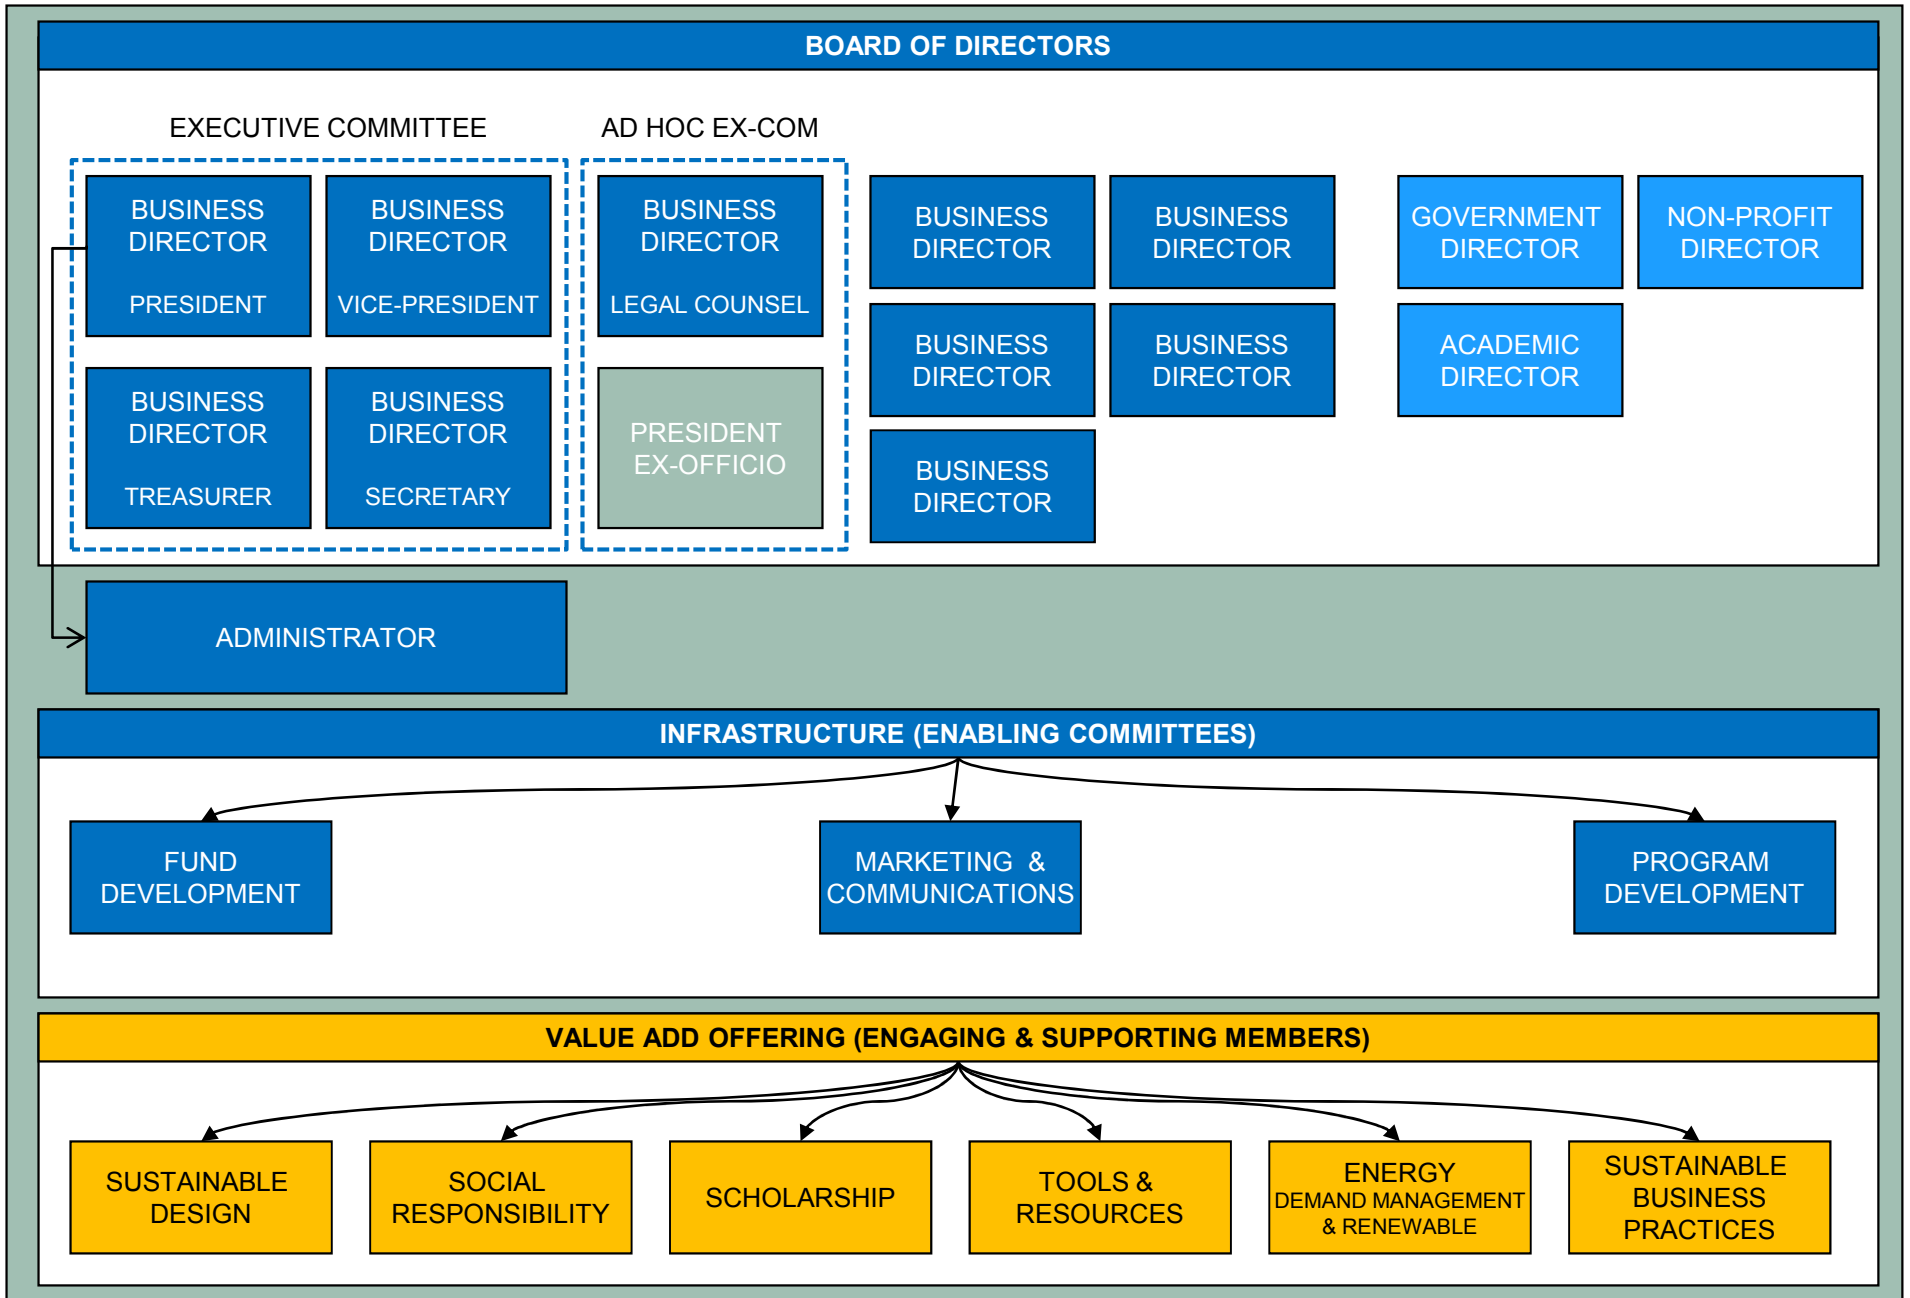 BOARD OF DIRECTORS
EXECUTIVE COMMITTEE
AD HOC EX-COM
BUSINESS
DIRECTOR
PRESIDENT
BUSINESS
DIRECTOR
VICE-PRESIDENT
BUSINESS
DIRECTOR
LEGAL COUNSEL
BUSINESS
DIRECTOR
BUSINESS
DIRECTOR
GOVERNMENT
DIRECTOR
NON-PROFIT
DIRECTOR
BUSINESS
DIRECTOR
BUSINESS
DIRECTOR
ACADEMIC
DIRECTOR
BUSINESS
DIRECTOR
TREASURER
BUSINESS
DIRECTOR
SECRETARY
PRESIDENT
EX-OFFICIO
BUSINESS
DIRECTOR
ADMINISTRATOR
INFRASTRUCTURE (ENABLING COMMITTEES)
FUND
DEVELOPMENT
MARKETING &
COMMUNICATIONS
PROGRAM
DEVELOPMENT
VALUE ADD OFFERING (ENGAGING & SUPPORTING MEMBERS)
SUSTAINABLE
DESIGN
SOCIAL
RESPONSIBILITY
SCHOLARSHIP
TOOLS &
RESOURCES
ENERGY
DEMAND MANAGEMENT
& RENEWABLE
SUSTAINABLE
BUSINESS
PRACTICES